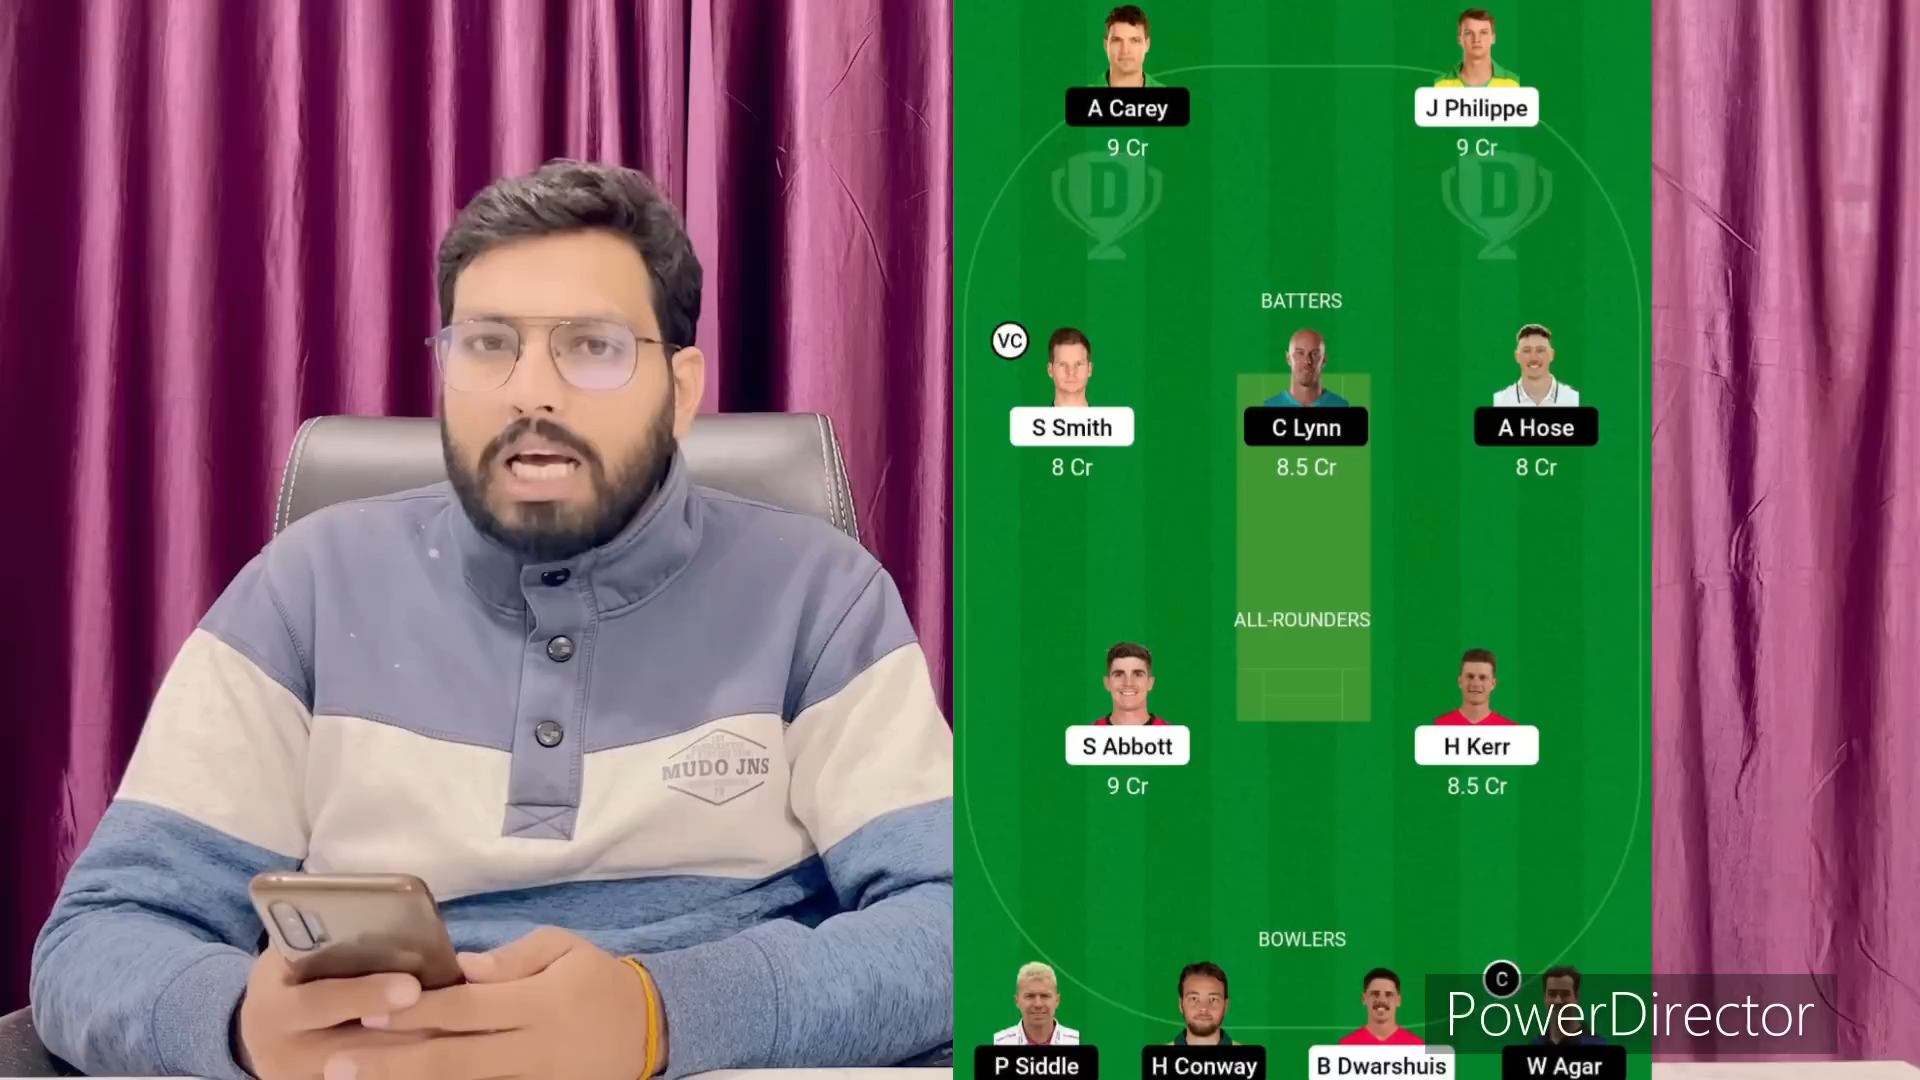 A Carey
J Philippe
9 Cr
9 Cr
D
D
BATTERS
VC
S Smith
C Lynn
A Hose
8 Cr
8.5 Cr
8 Cr
ALL-ROUNDERS
S Abbott
H Kerr
9 Cr
8.5 Cr
MUDO JNS
BOWLERS
C
PowerDirector
P Siddle
H Conway
B Dwarshuis
W Agar